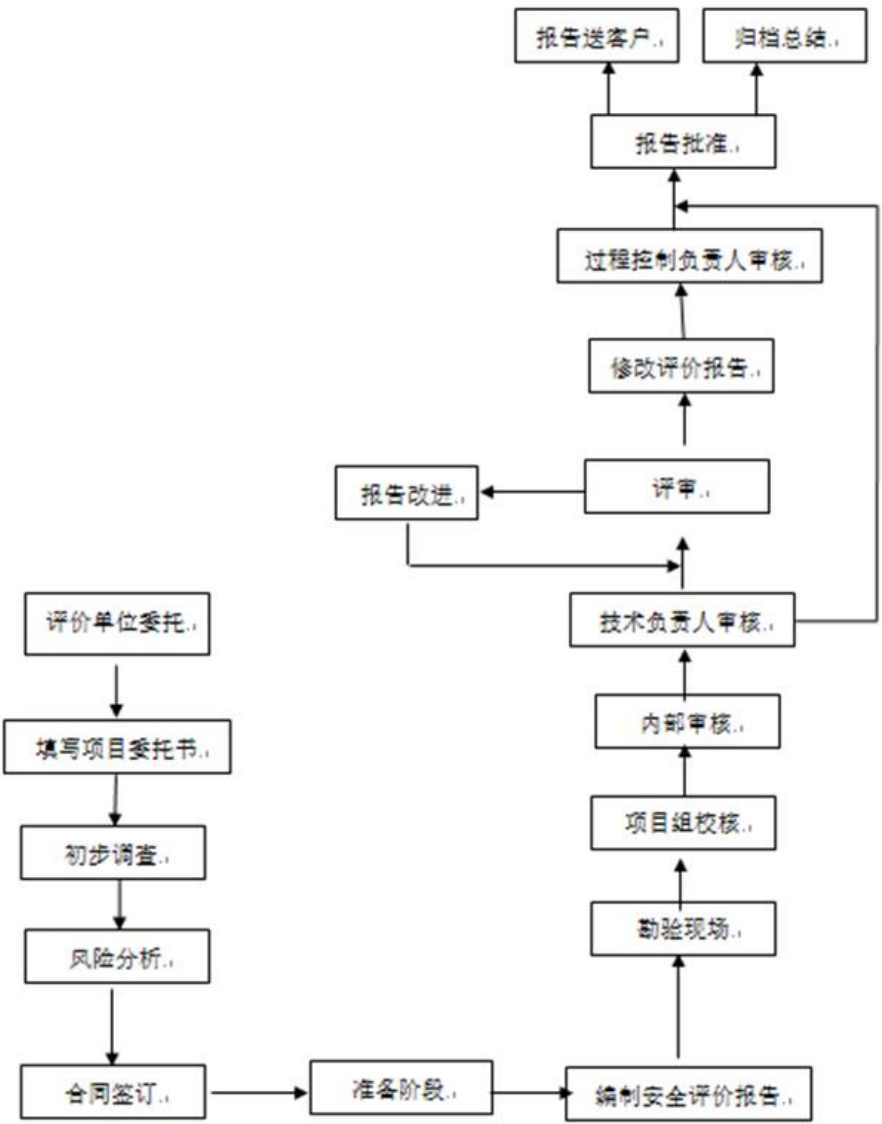 报告送客户
归档总结
报告批准
过程控制负责人审核
修改评价报告
评审
报告改进
评价单位委托
技术负责人审核
填写项目委托书
内部审核
项目组校核
初步调查
勘验现场
风险分析
合同签订
准备阶段
编制安全评价报告